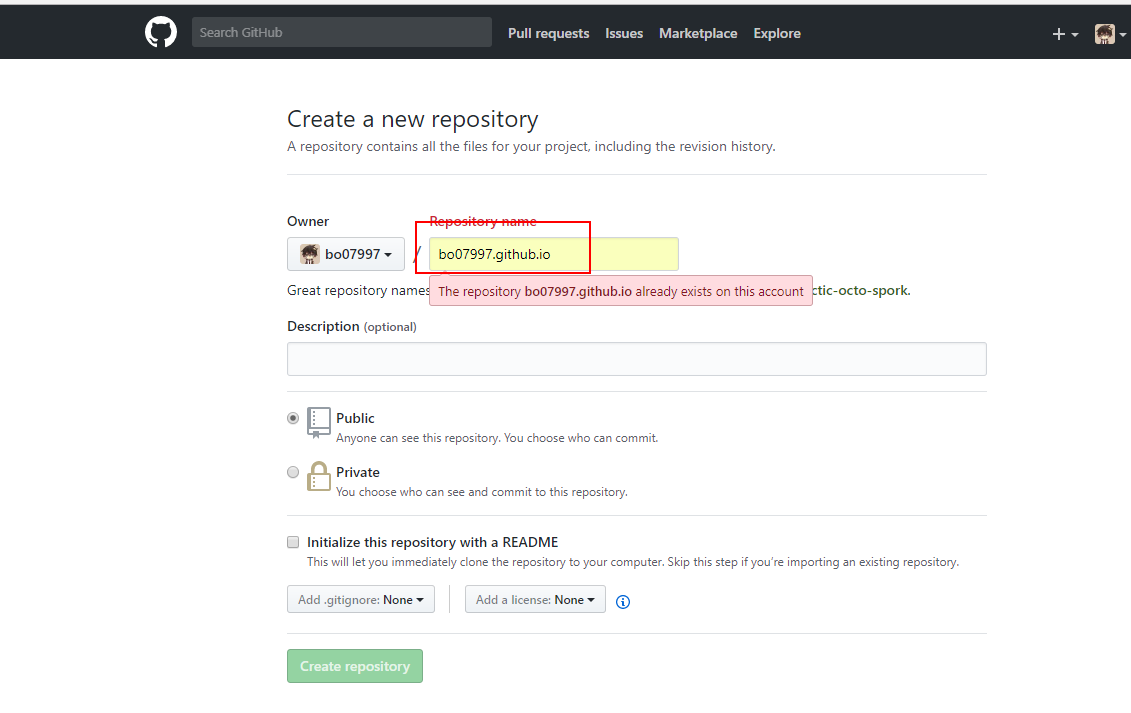 Search GitHub Pull requests Issues Marketplace Explore
Create a new repository
A repository contains all the files for your project, including the revision history.
Owner Repository name
bo07997 / bo07997.github.io
Great repository names ctic-octo-spork.
The repository bo07997.github.io already exists on this account
Description (optional)
Public
Anyone can see this repository. You choose who can commit.
Private
You choose who can see and commit to this repository.
Initialize this repository with a README
This will let you immediately clone the repository to your computer. Skip this step if you’re importing an existing repository.
Add .gitignore: None Add a license: None
Create repository